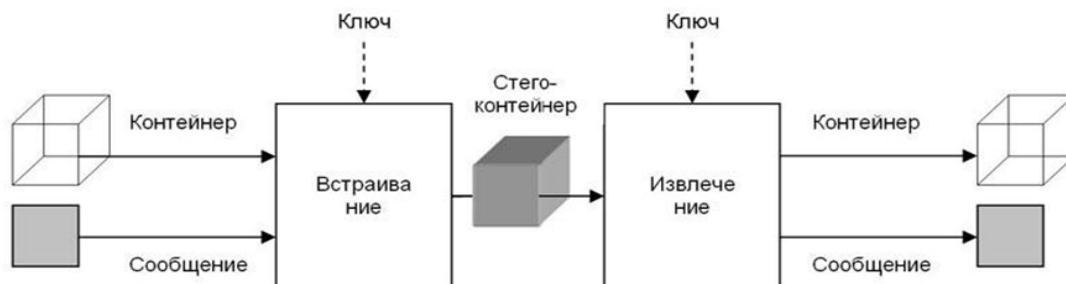 Ключ
Ключ
Стего-
контейнер
Контейнер
Контейнер
Встраива
ние
Извлече
ние
Сообщение
Сообщение